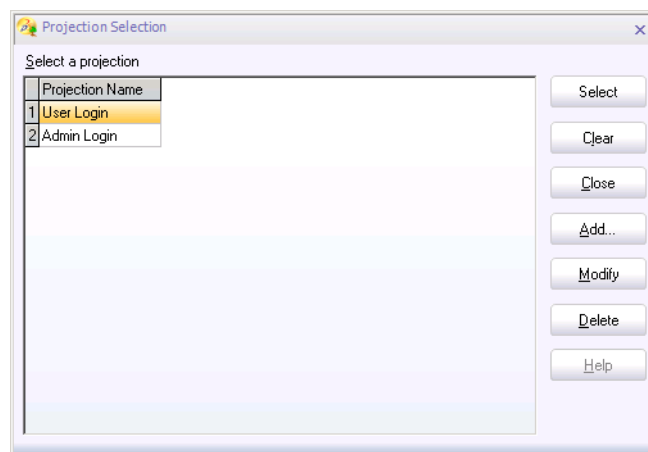 Projection Selection
Select a projection
Projection Name
1 User Login
2 Admin Login
Select
Clear
Close
Add...
Modify
Delete
Help